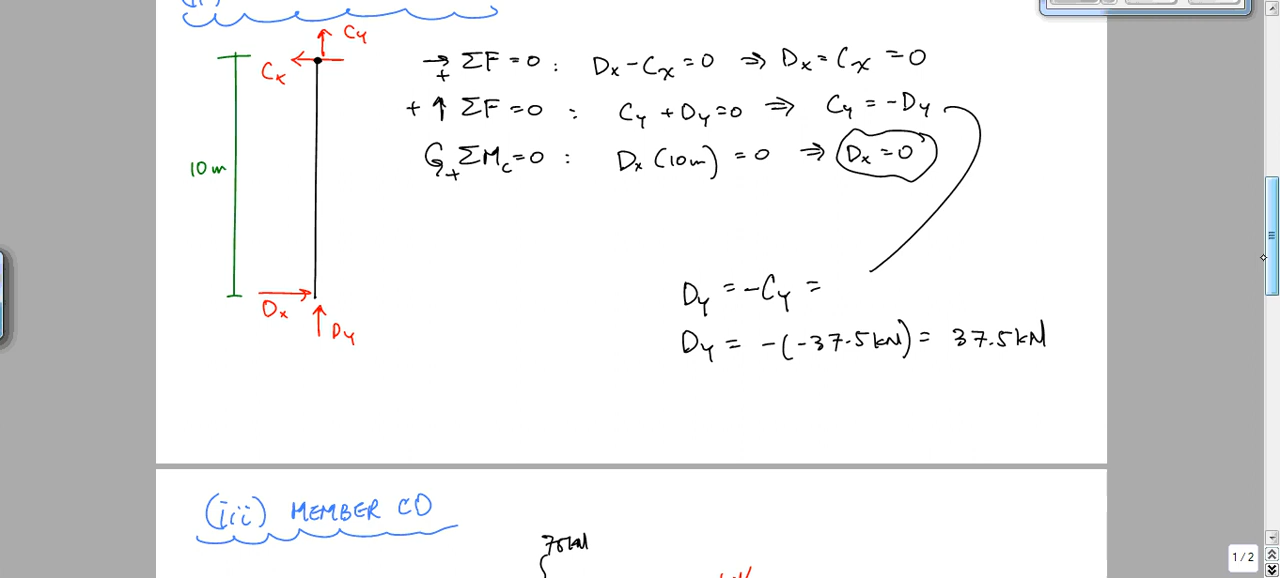 Cy
Cx
→+ ΣF = 0 : Dx - Cx = 0 ⇒ Dx = Cx = 0
+ ↑ ΣF = 0 : Cy + Dy = 0 ⇒ Cy = -Dy
+ ΣMc = 0 : Dx (10m) = 0 ⇒ Dx = 0
10 m
Dx
Dy
Dy = -Cy =
Dy = -(-37.5kN) = 37.5kN
(iii) MEMBER CD
75kN
1 / 2